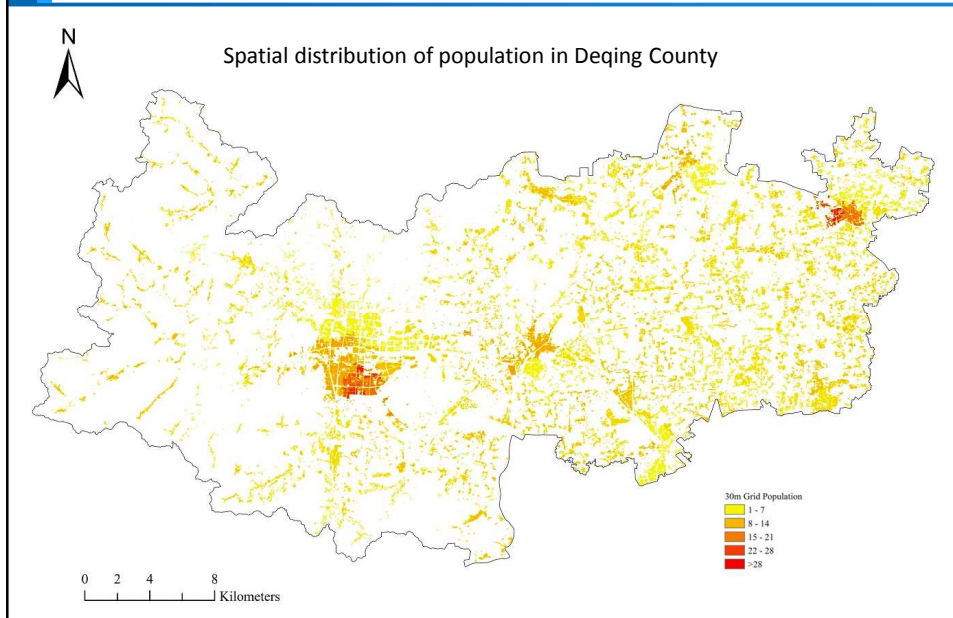 N
Spatial distribution of population in Deqing County
30m Grid Population
1 - 7
8 - 14
15 - 21
22 - 28
>28
0 2 4 8
Kilometers